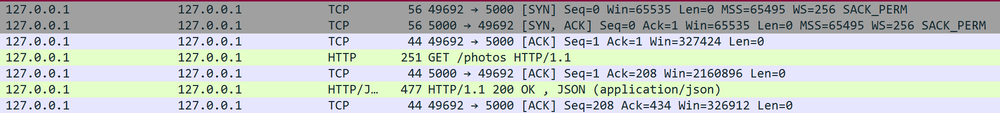 127.0.0.1 127.0.0.1 TCP 56 49692 → 5000 [SYN] Seq=0 Win=65535 Len=0 MSS=65495 WS=256 SACK_PERM
127.0.0.1 127.0.0.1 TCP 56 5000 → 49692 [SYN, ACK] Seq=0 Ack=1 Win=65535 Len=0 MSS=65495 WS=256 SACK_PERM
127.0.0.1 127.0.0.1 TCP 44 49692 → 5000 [ACK] Seq=1 Ack=1 Win=327424 Len=0
127.0.0.1 127.0.0.1 HTTP 251 GET /photos HTTP/1.1
127.0.0.1 127.0.0.1 TCP 44 5000 → 49692 [ACK] Seq=1 Ack=208 Win=2160896 Len=0
127.0.0.1 127.0.0.1 HTTP/J… 477 HTTP/1.1 200 OK , JSON (application/json)
127.0.0.1 127.0.0.1 TCP 44 49692 → 5000 [ACK] Seq=208 Ack=434 Win=326912 Len=0